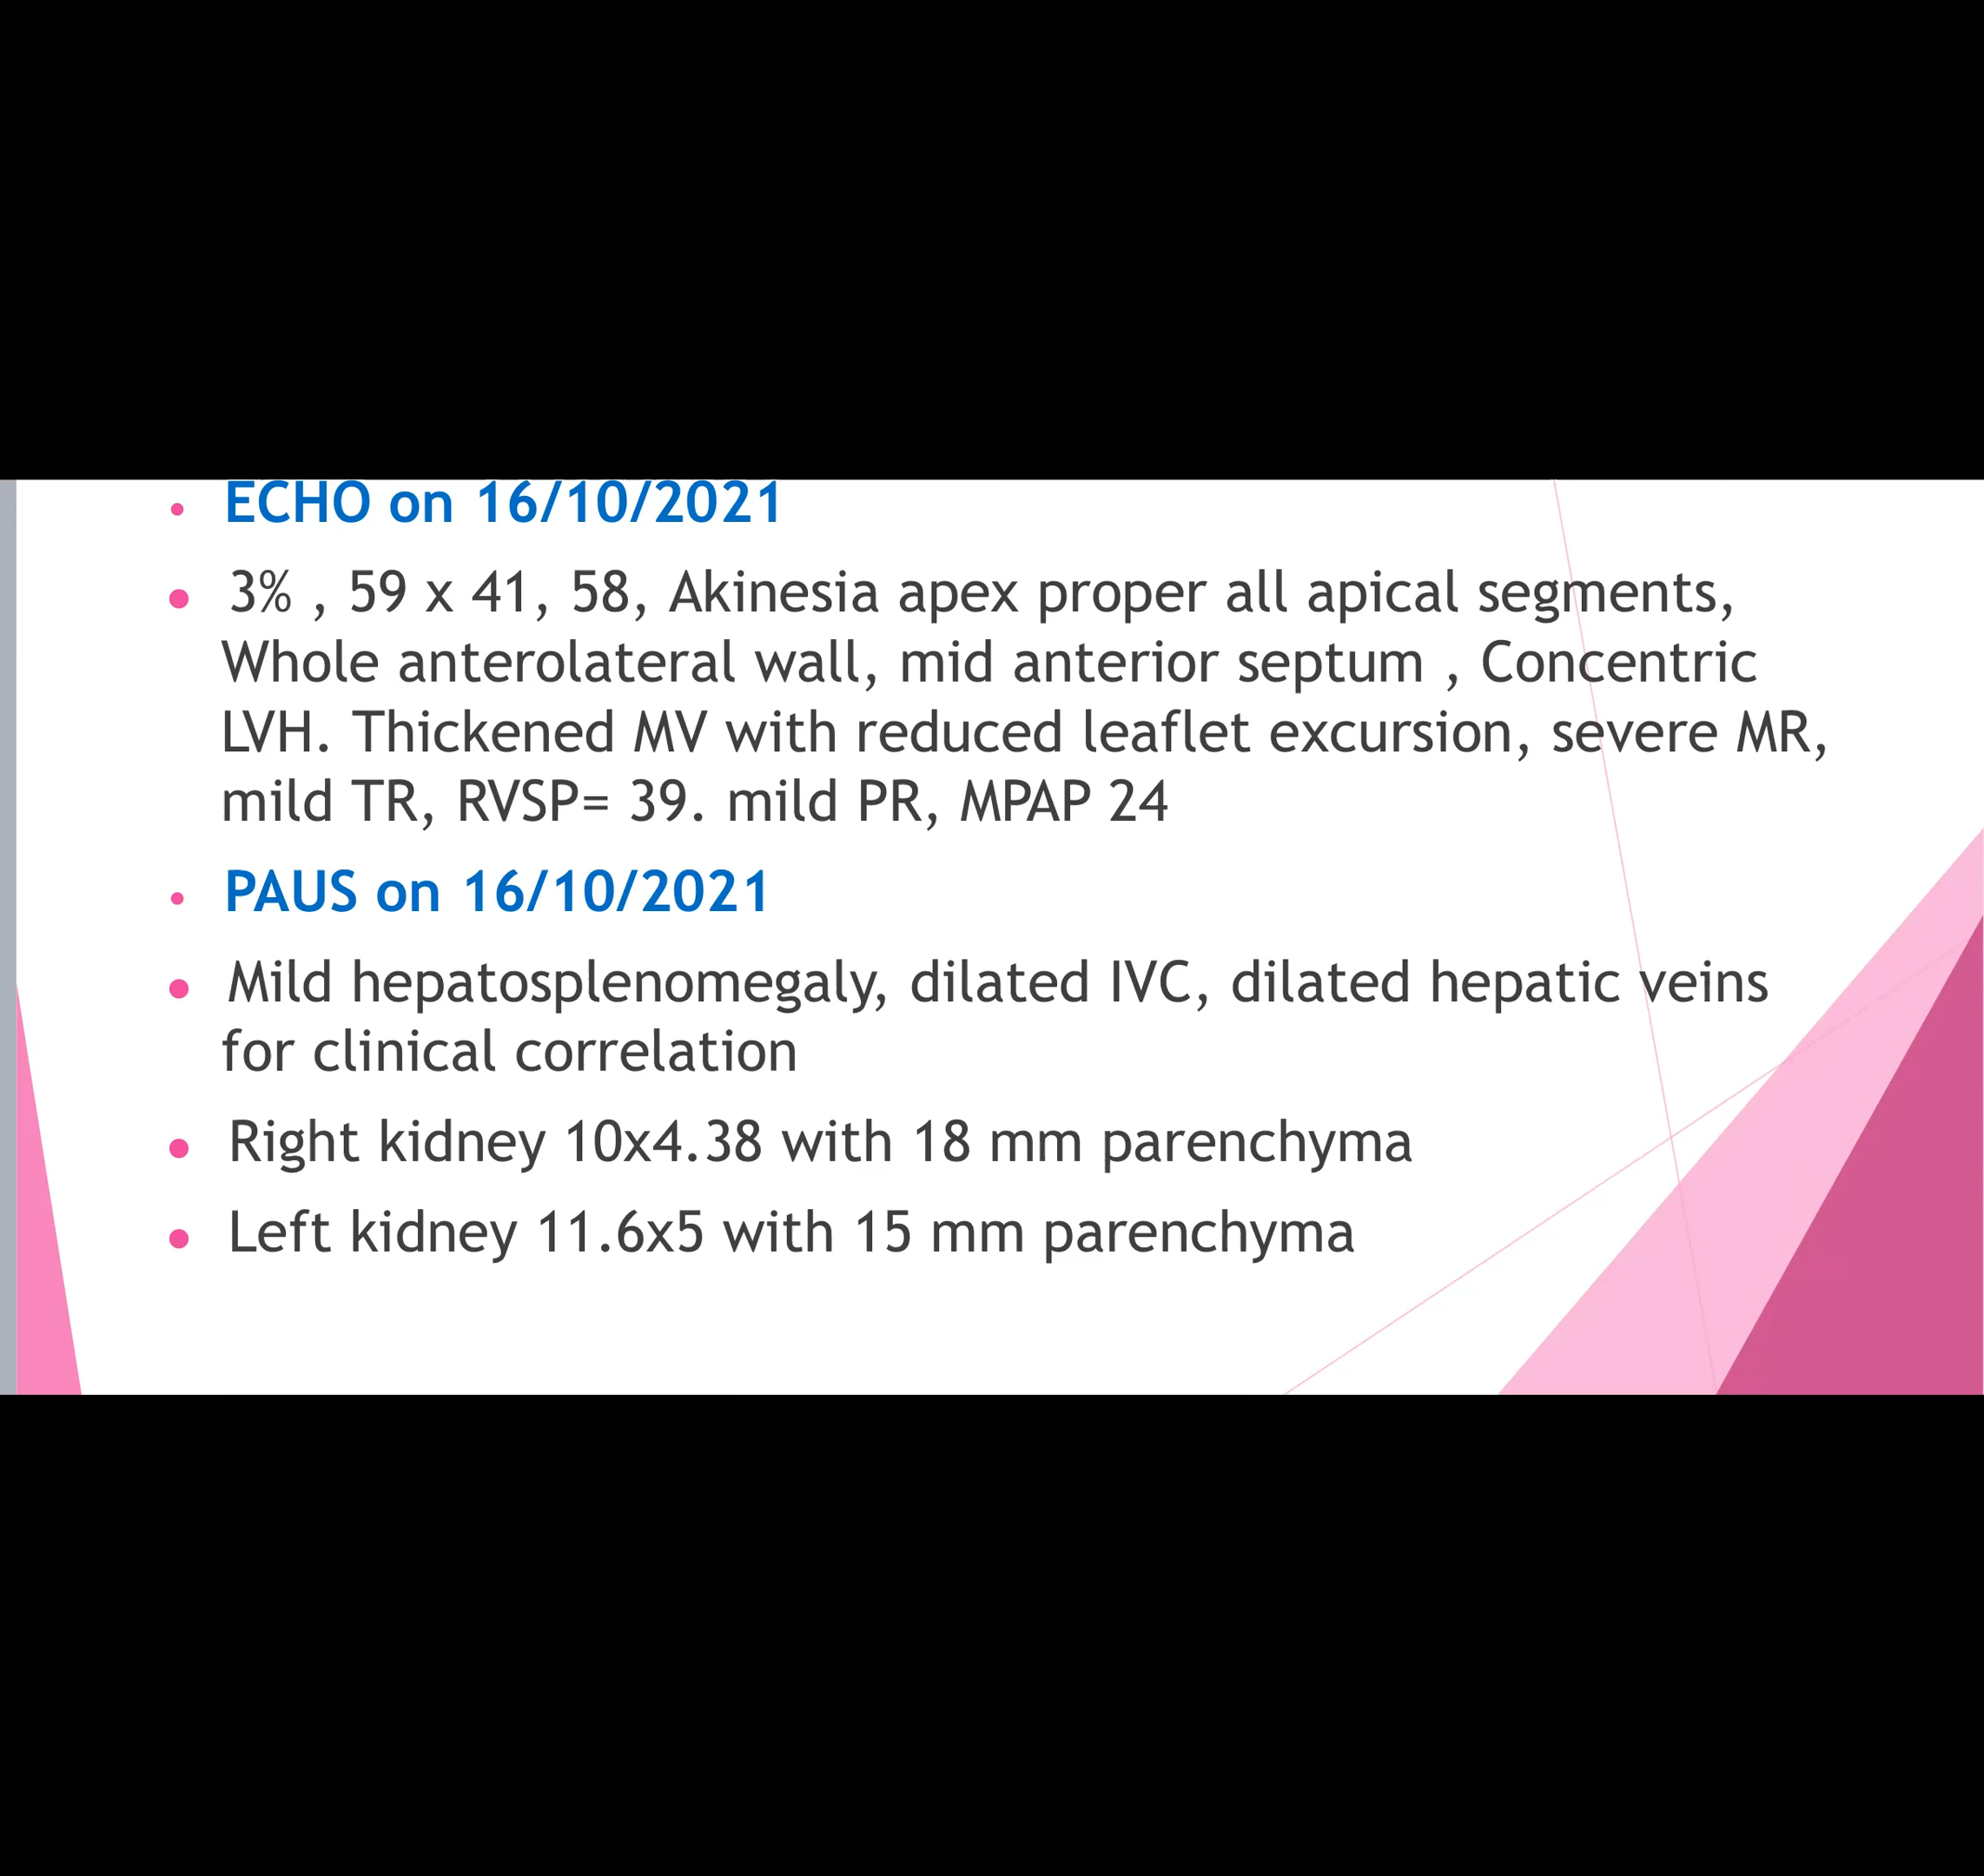 • ECHO on 16/10/2021
• 3% , 59 x 41, 58, Akinesia apex proper all apical segments,
Whole anterolateral wall, mid anterior septum , Concentric
LVH. Thickened MV with reduced leaflet excursion, severe MR,
mild TR, RVSP= 39. mild PR, MPAP 24
• PAUS on 16/10/2021
• Mild hepatosplenomegaly, dilated IVC, dilated hepatic veins
for clinical correlation
• Right kidney 10x4.38 with 18 mm parenchyma
• Left kidney 11.6x5 with 15 mm parenchyma